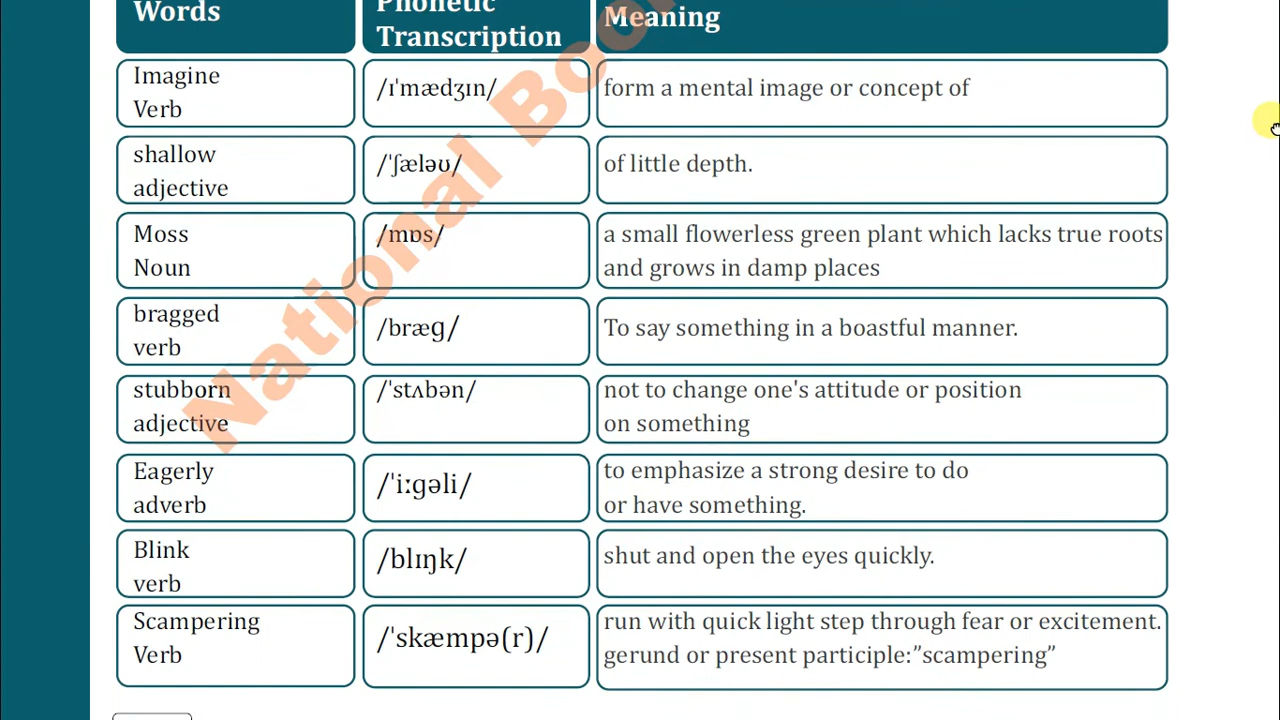 Words
Phonetic
Transcription
Meaning
Imagine
Verb
/ɪˈmædʒɪn/
form a mental image or concept of
shallow
adjective
/ˈʃæləʊ/
of little depth.
Moss
Noun
/mɒs/
a small flowerless green plant which lacks true roots
and grows in damp places
bragged
verb
/bræɡ/
To say something in a boastful manner.
stubborn
adjective
/ˈstʌbən/
not to change one's attitude or position
on something
Eagerly
adverb
/ˈiːɡəli/
to emphasize a strong desire to do
or have something.
Blink
verb
/blɪŋk/
shut and open the eyes quickly.
Scampering
Verb
/ˈskæmpə(r)/
run with quick light step through fear or excitement.
gerund or present participle:”scampering”
National